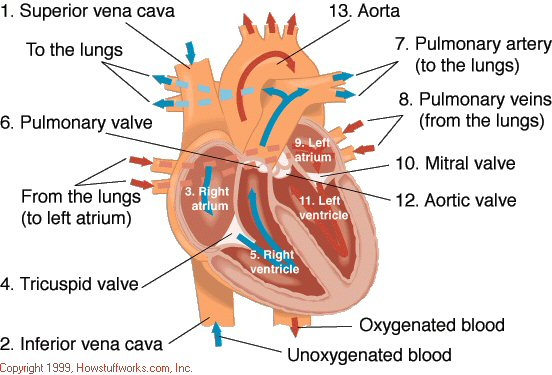 1. Superior vena cava
13. Aorta
To the lungs
7. Pulmonary artery
(to the lungs)
6. Pulmonary valve
8. Pulmonary veins
(from the lungs)
9. Left
atrium
10. Mitral valve
From the lungs
(to left atrium)
3. Right
atrium
11. Left
ventricle
12. Aortic valve
5. Right
ventricle
4. Tricuspid valve
2. Inferior vena cava
Oxygenated blood
Unoxygenated blood
Copyright 1999, Howstuffworks.com, Inc.